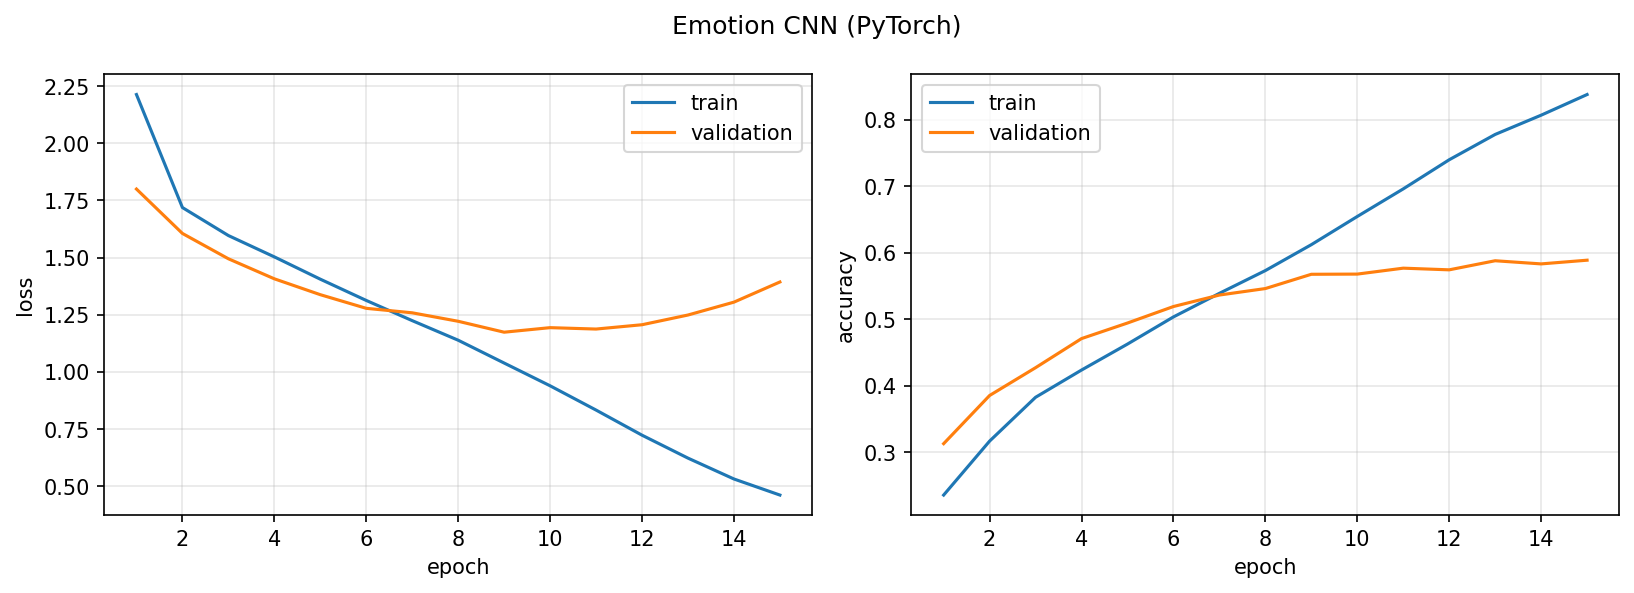 Emotion CNN (PyTorch)
2.25
2.00
1.75
1.50
1.25
1.00
0.75
0.50
loss
train
validation
2 4 6 8 10 12 14
epoch
0.8
0.7
0.6
0.5
0.4
0.3
accuracy
train
validation
2 4 6 8 10 12 14
epoch